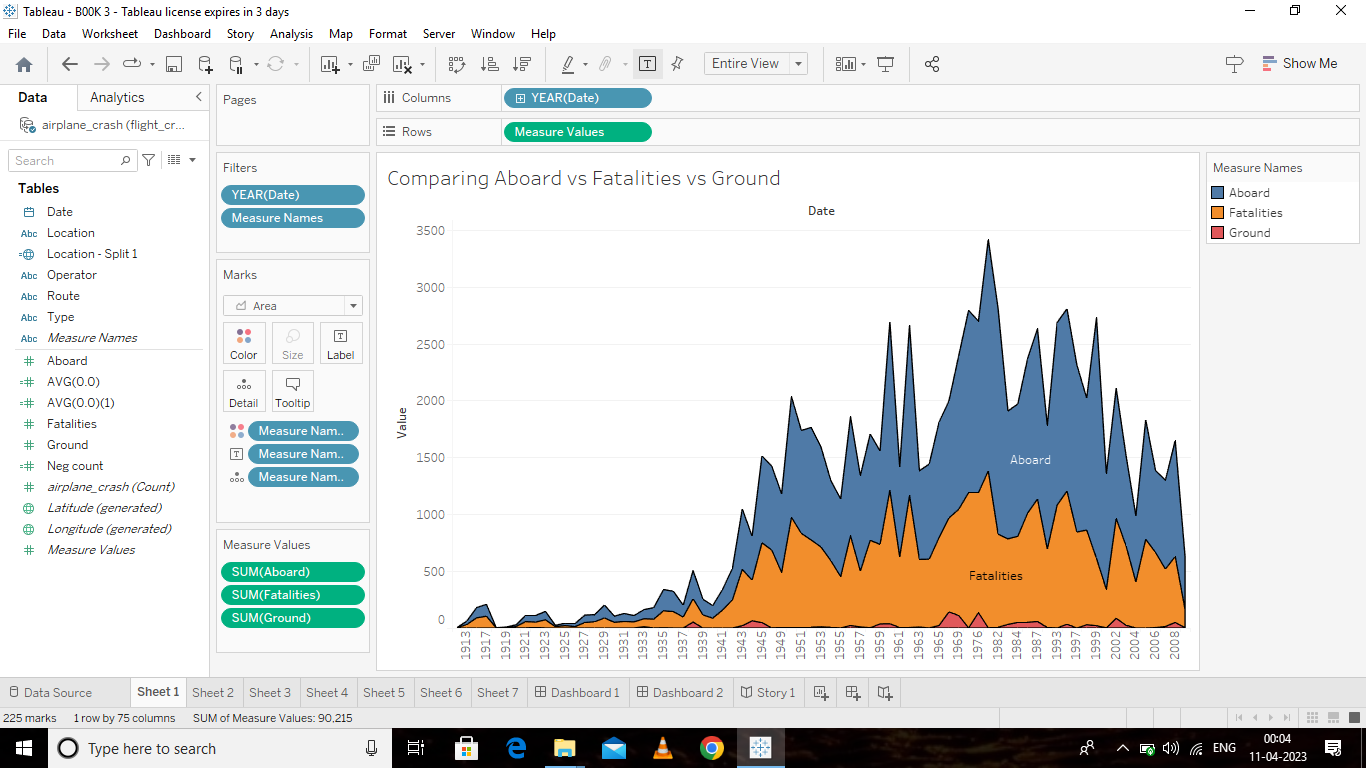 Tableau - B00K 3 - Tableau license expires in 3 days
File Data Worksheet Dashboard Story Analysis Map Format Server Window Help
Entire View
Show Me
Data Analytics
airplane_crash (flight_cr...
Search
Tables
Date
Abc Location
Location - Split 1
Abc Operator
Abc Route
Abc Type
Abc Measure Names
Aboard
AVG(0.0)
AVG(0.0)(1)
Fatalities
Ground
Neg count
airplane_crash (Count)
Latitude (generated)
Longitude (generated)
Measure Values
Pages
Filters
YEAR(Date)
Measure Names
Marks
Area
Color Size Label
Detail Tooltip
Measure Nam..
Measure Nam..
Measure Nam..
Measure Values
SUM(Aboard)
SUM(Fatalities)
SUM(Ground)
Columns YEAR(Date)
Rows Measure Values
Comparing Aboard vs Fatalities vs Ground
Date
Value
3500
3000
2500
2000
1500
1000
500
0
Aboard
Fatalities
1913 1917 1919 1921 1923 1925 1927 1929 1931 1933 1935 1937 1939 1941 1943 1945 1949 1951 1953 1955 1957 1959 1961 1963 1965 1969 1976 1982 1984 1987 1993 1997 1999 2002 2004 2006 2008
Measure Names
Aboard
Fatalities
Ground
Data Source Sheet 1 Sheet 2 Sheet 3 Sheet 4 Sheet 5 Sheet 6 Sheet 7 Dashboard 1 Dashboard 2 Story 1
225 marks 1 row by 75 columns SUM of Measure Values: 90,215
Type here to search
ENG
00:04
11-04-2023